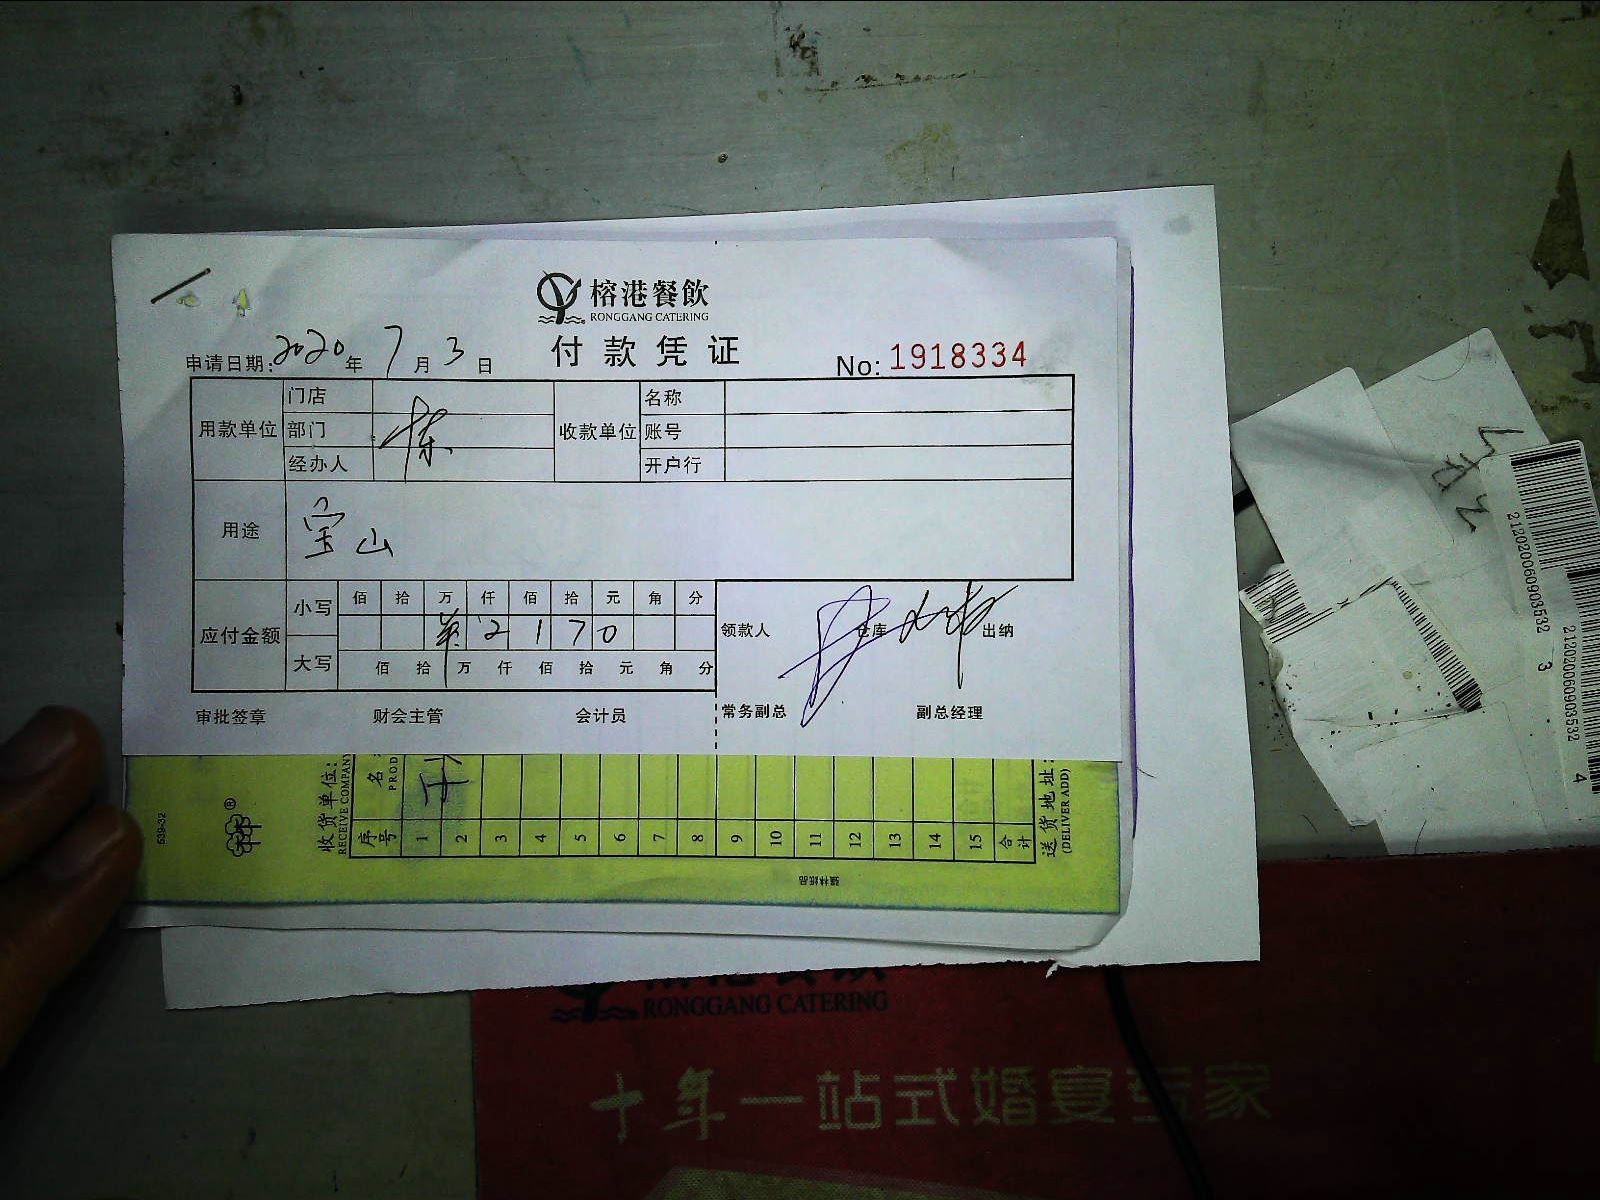 榕港餐飲
RONGGANG CATERING
付款凭证
申请日期: 2020 年 7 月 3 日
No: 1918334
用款单位 门店 收款单位 名称
部门 账号
经办人 开户行
用途 宝山
应付金额 小写 佰 拾 万 仟 佰 拾 元 角 分
2 1 7 0
大写 佰 拾 万 仟 佰 拾 元 角 分
领款人 仓库 出纳
审批签章 财会主管 会计员 常务副总 副总经理
539-32
收货单位:
RECEIVE COMPANY
序号 1 2 3 4 5 6 7 8 9 10 11 12 13 14 15 合计
送货地址:
(DELIVER ADD)
RONGGANG CATERING
十年一站式婚宴专家
212020060903532 3
212020060903532 4